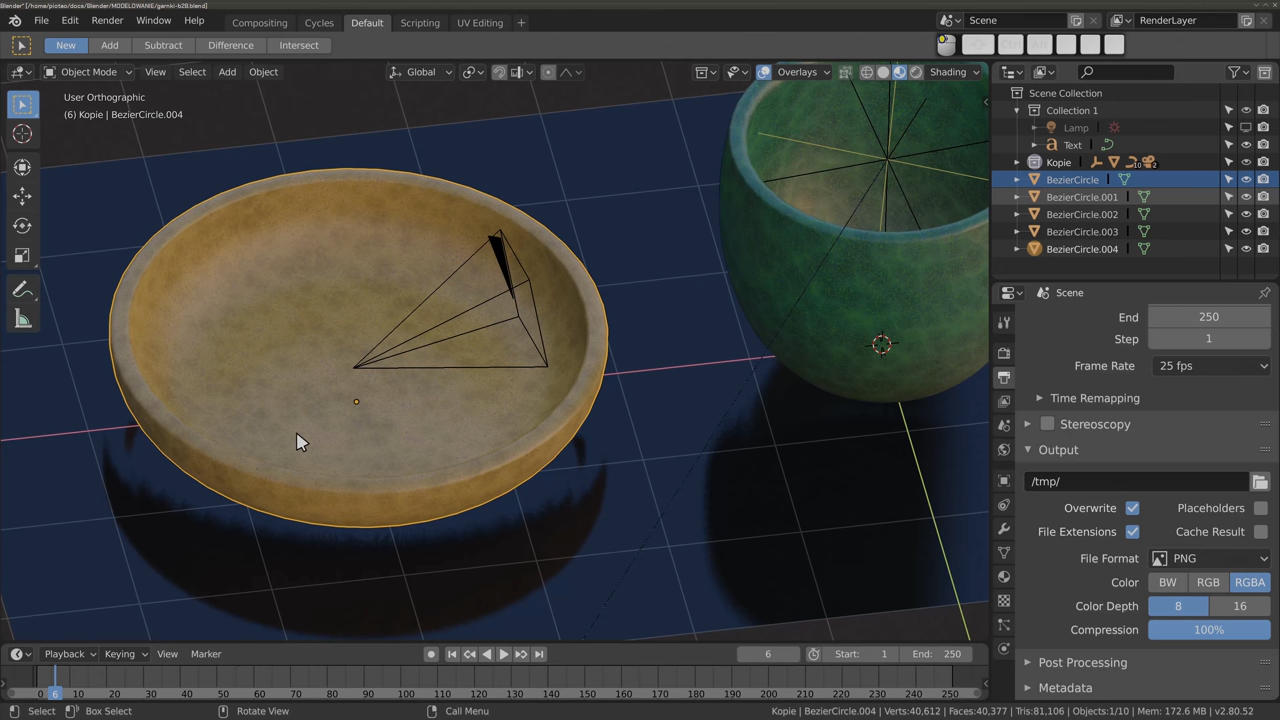 Blender* [/home/piotao/docs/Blender/MODELOWANIE/garnki-b28.blend]
File Edit Render Window Help Compositing Cycles Default Scripting UV Editing + Scene RenderLayer
New Add Subtract Difference Intersect Ctrl Alt
Object Mode View Select Add Object Global Overlays Shading
User Orthographic
(6) Kopie | BezierCircle.004
Scene Collection
Collection 1
Lamp
Text
Kopie 10 2
BezierCircle
BezierCircle.001
BezierCircle.002
BezierCircle.003
BezierCircle.004
Scene
End 250
Step 1
Frame Rate 25 fps
Time Remapping
Stereoscopy
Output
/tmp/
Overwrite Placeholders
File Extensions Cache Result
File Format PNG
Color BW RGB RGBA
Color Depth 8 16
Compression 100%
Post Processing
Metadata
Playback Keying View Marker 6 Start: 1 End: 250
0 6 10 20 30 40 50 60 70 80 90 100 110 120 130 140 150 160 170 180 190 200 210 220 230 240 250
Select Box Select Rotate View Call Menu Kopie | BezierCircle.004 | Verts:40,612 | Faces:40,377 | Tris:81,106 | Objects:1/10 | Mem: 172.6 MB | v2.80.52